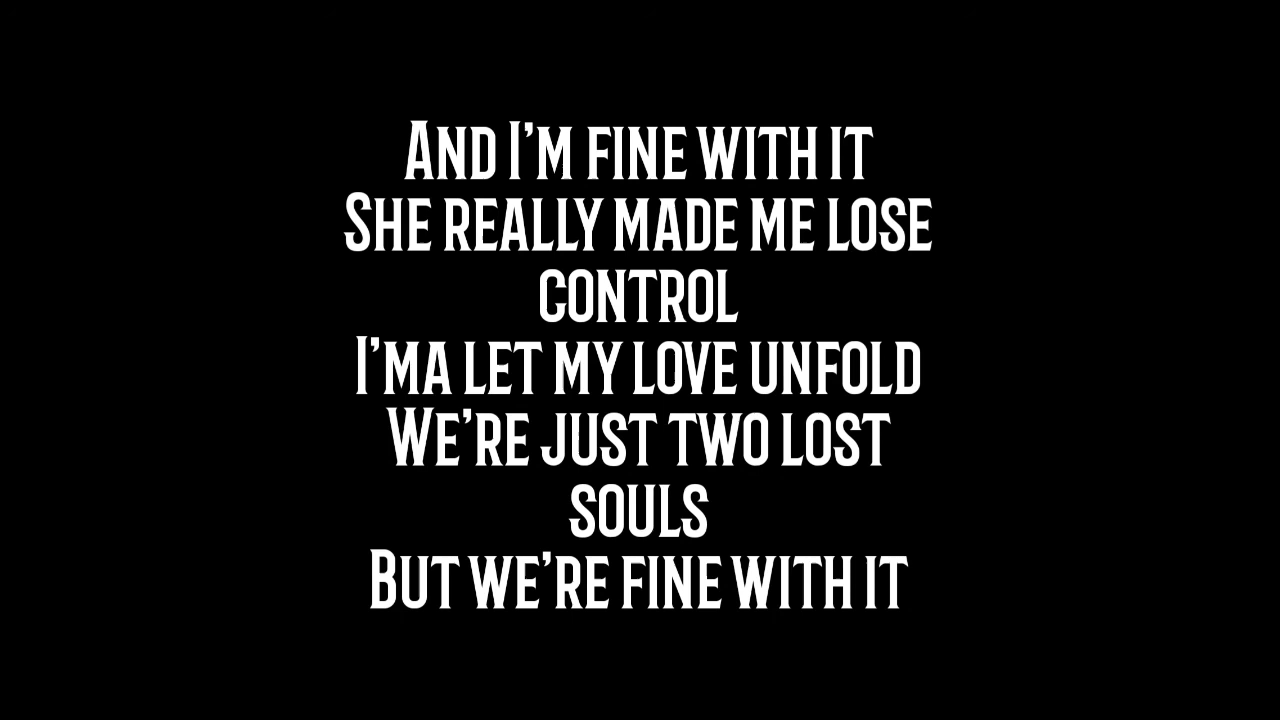 And I'm fine with it
She really made me lose
control
I'ma let my love unfold
We're just two lost
souls
But we're fine with it